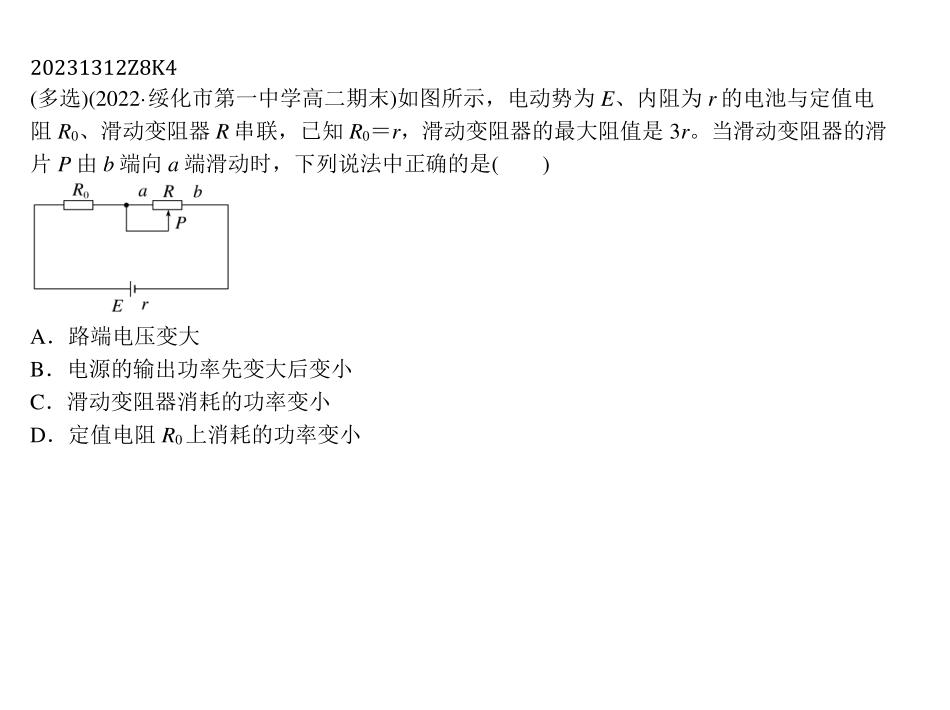 20231312Z8K4
(多选)(2022·绥化市第一中学高二期末)如图所示，电动势为 E、内阻为 r 的电池与定值电
阻 R₀、滑动变阻器 R 串联，已知 R₀＝r，滑动变阻器的最大阻值是 3r。当滑动变阻器的滑
片 P 由 b 端向 a 端滑动时，下列说法中正确的是(　　)
R₀ a R b
P
E r
A．路端电压变大
B．电源的输出功率先变大后变小
C．滑动变阻器消耗的功率变小
D．定值电阻 R₀上消耗的功率变小